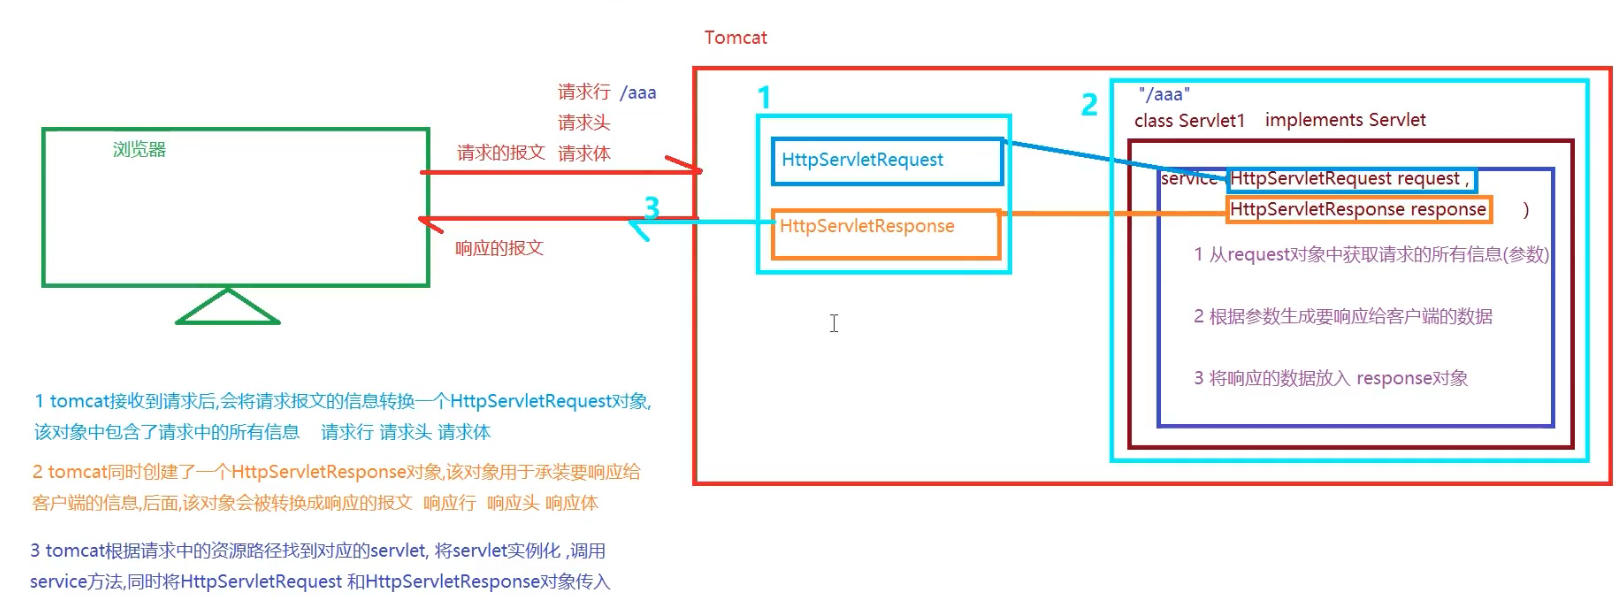 Tomcat
请求行 /aaa
请求头
请求的报文 请求体
浏览器
响应的报文
1
HttpServletRequest
HttpServletResponse
3
2
"/aaa"
class Servlet1 implements Servlet
service HttpServletRequest request ,
HttpServletResponse response )
1 从request对象中获取请求的所有信息(参数)
2 根据参数生成要响应给客户端的数据
3 将响应的数据放入 response对象
1 tomcat接收到请求后,会将请求报文的信息转换一个HttpServletRequest对象,
该对象中包含了请求中的所有信息 请求行 请求头 请求体
2 tomcat同时创建了一个HttpServletResponse对象,该对象用于承装要响应给
客户端的信息,后面,该对象会被转换成响应的报文 响应行 响应头 响应体
3 tomcat根据请求中的资源路径找到对应的servlet, 将servlet实例化 ,调用
service方法,同时将HttpServletRequest 和HttpServletResponse对象传入